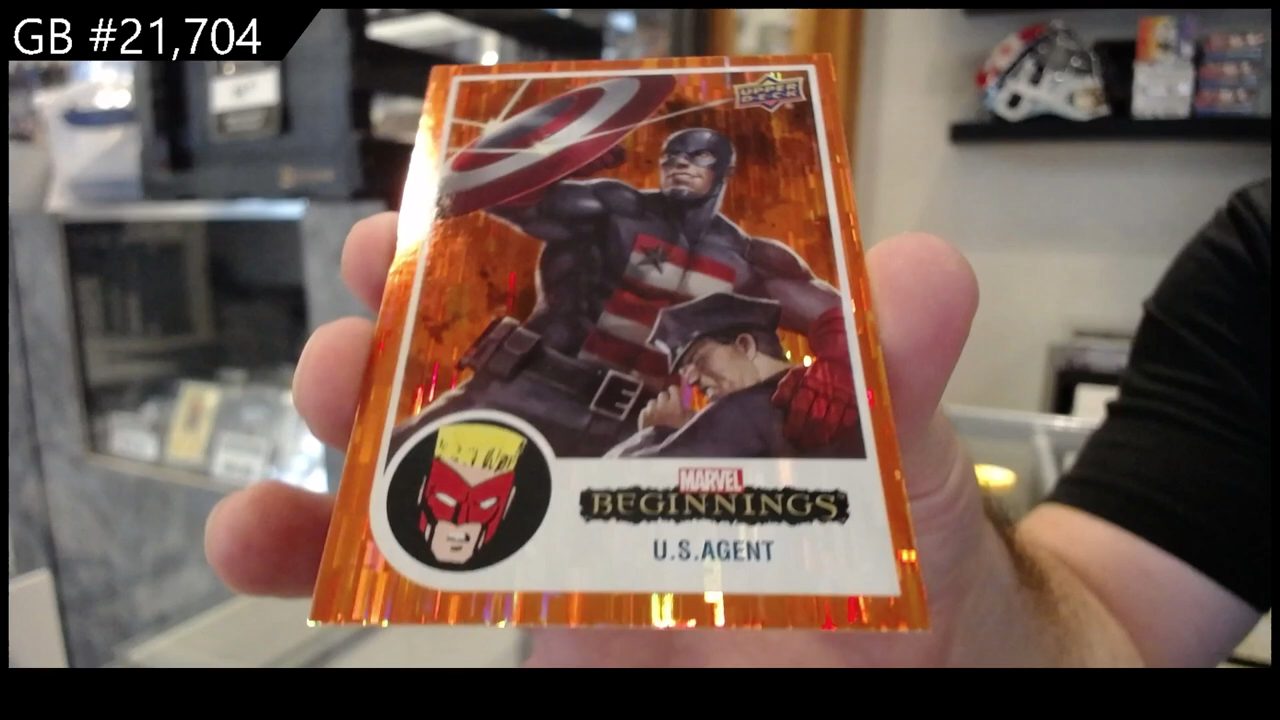 GB #21,704
UPPER
DECK
MARVEL
BEGINNINGS
U.S.AGENT